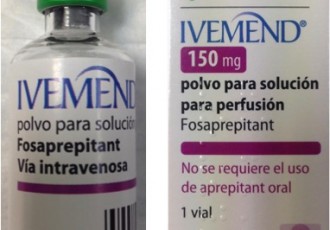 IVEMEND
polvo para solución
Fosaprepitant
Vía intravenosa
IVEMEND®
150 mg
polvo para solución
para perfusión
Fosaprepitant
No se requiere el uso
de aprepitant oral
1 vial